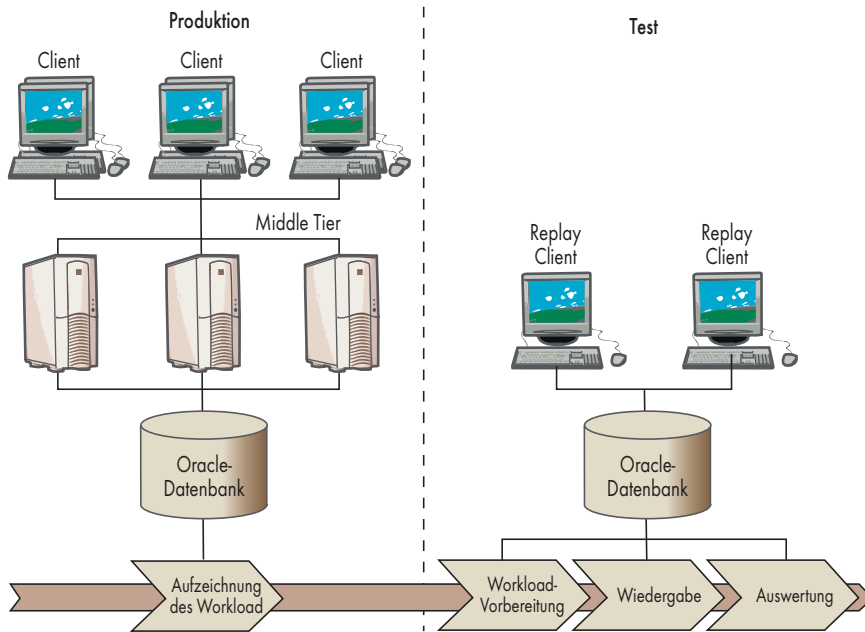 Produktion
Test
Client
Client
Client
Middle Tier
Replay
Client
Replay
Client
Oracle-
Datenbank
Oracle-
Datenbank
Aufzeichnung
des Workload
Workload-
Vorbereitung
Wiedergabe
Auswertung